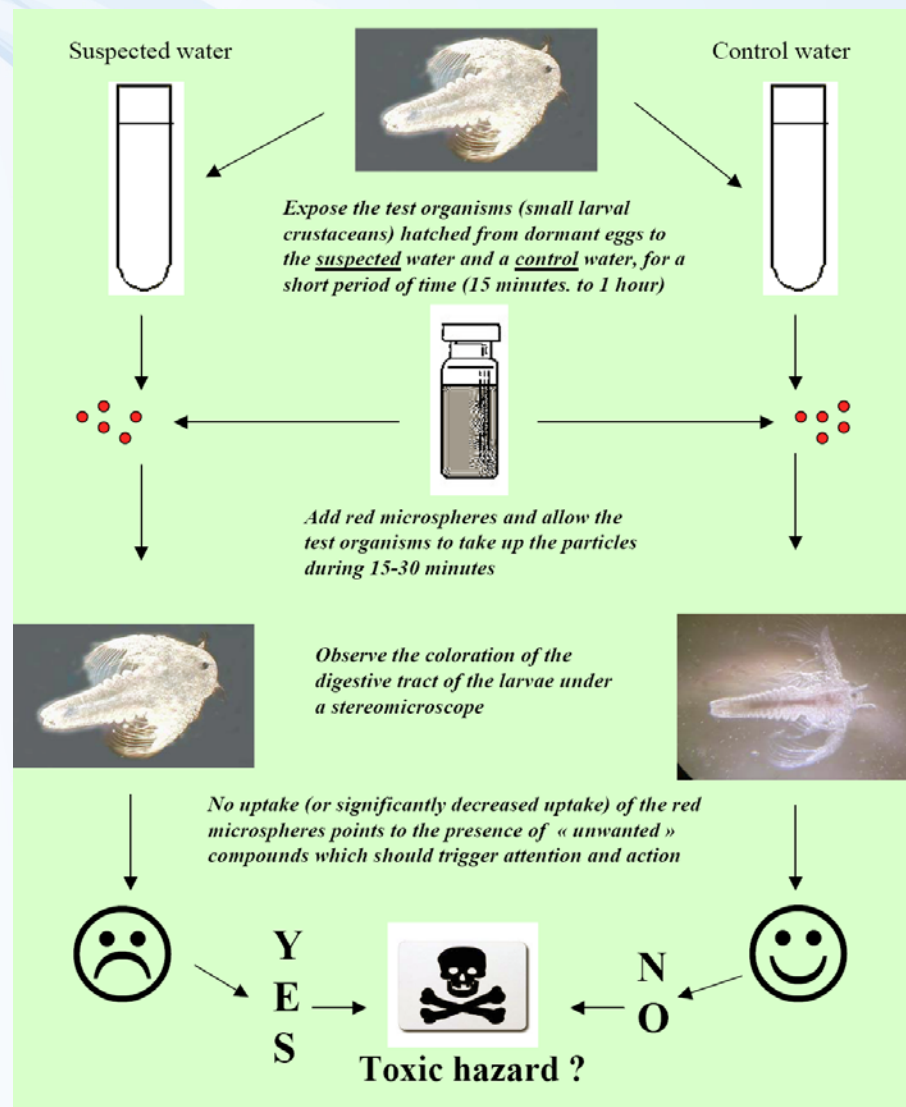 Suspected water
Control water
Expose the test organisms (small larval
crustaceans) hatched from dormant eggs to
the suspected water and a control water, for a
short period of time (15 minutes. to 1 hour)
Add red microspheres and allow the
test organisms to take up the particles
during 15-30 minutes
Observe the coloration of the
digestive tract of the larvae under
a stereomicroscope
No uptake (or significantly decreased uptake) of the red
microspheres points to the presence of « unwanted »
compounds which should trigger attention and action
YES
NO
Toxic hazard ?